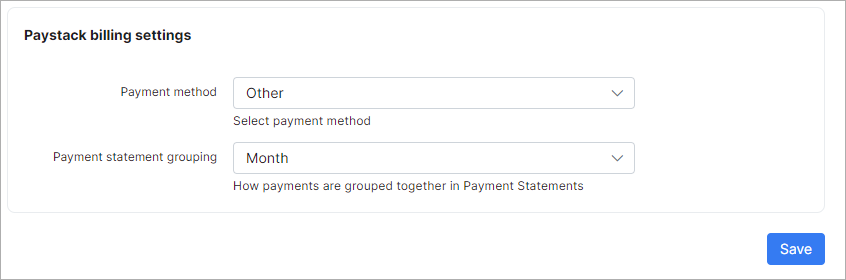 Paystack billing settings
Payment method Other
Select payment method
Payment statement grouping Month
How payments are grouped together in Payment Statements
Save